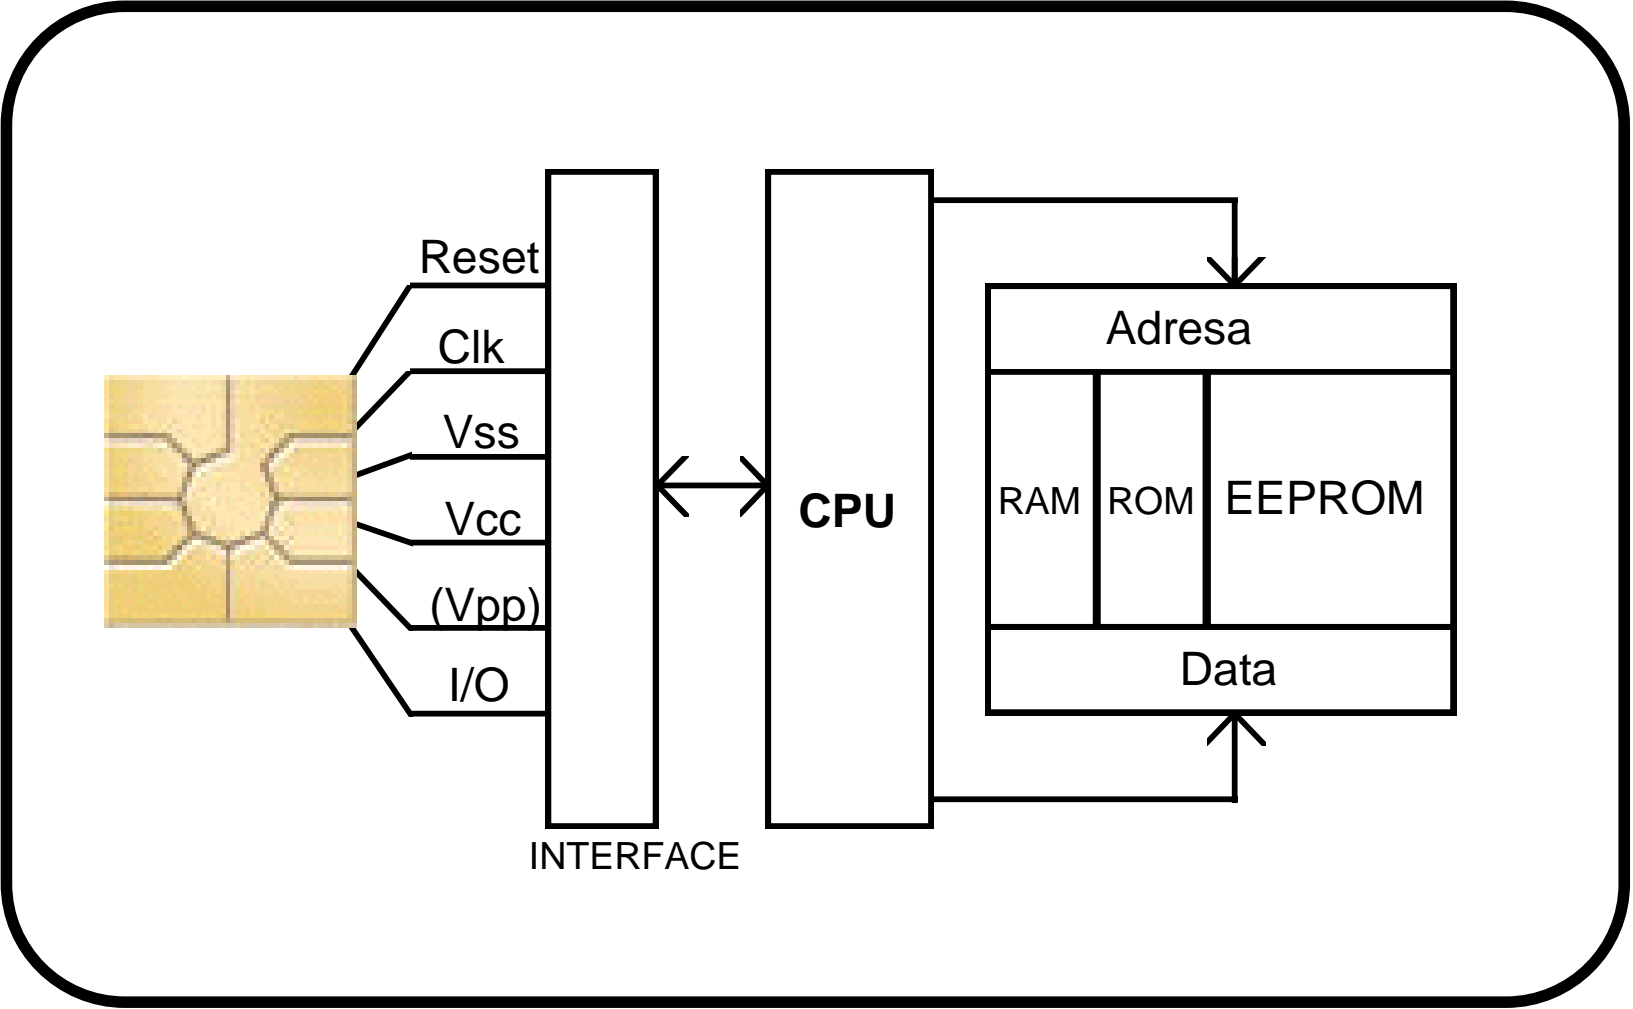 Reset
Clk
Vss
Vcc
(Vpp)
I/O
INTERFACE
CPU
Adresa
RAM
ROM
EEPROM
Data